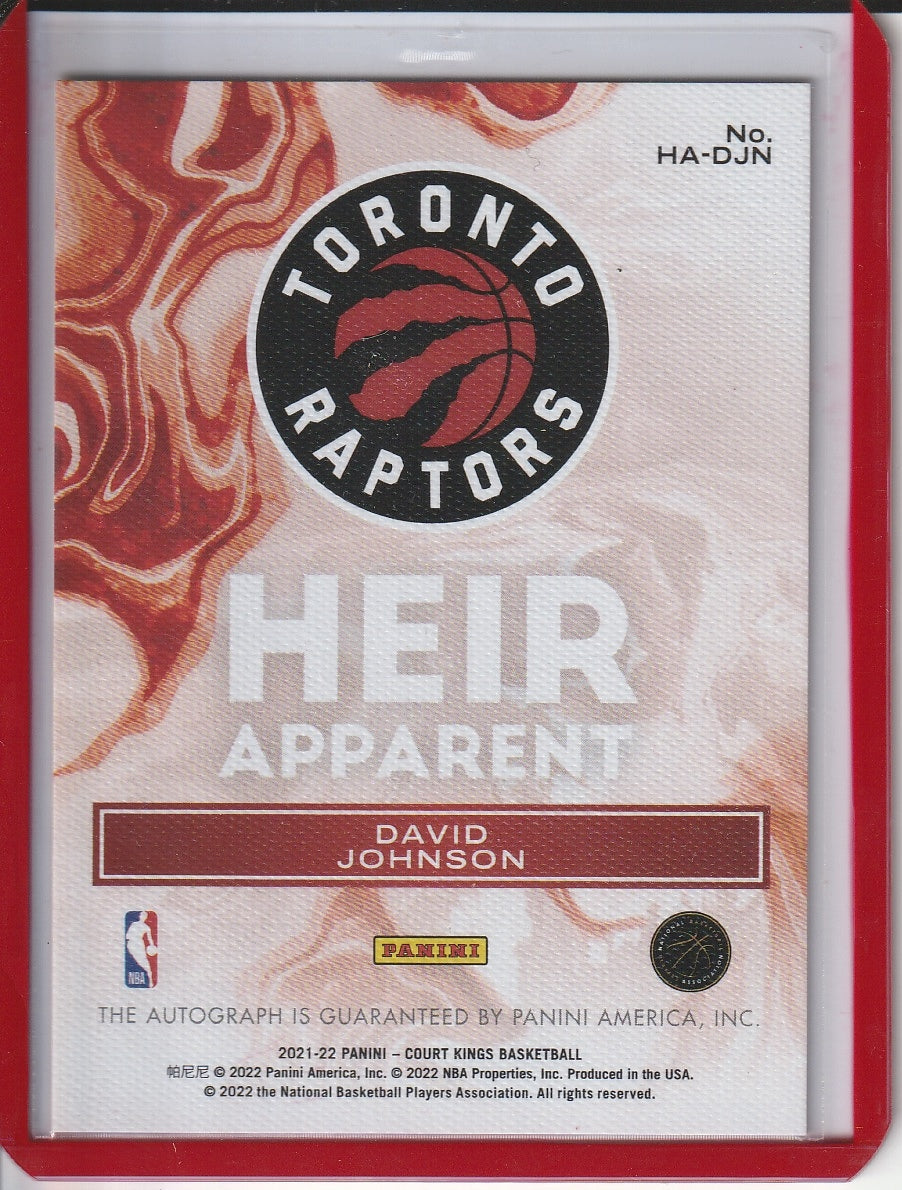 No.
HA-DJN
TORONTO
RAPTORS
HEIR
APPARENT
DAVID
JOHNSON
NBA
PANINI
THE AUTOGRAPH IS GUARANTEED BY PANINI AMERICA, INC.
2021-22 PANINI – COURT KINGS BASKETBALL
帕尼尼 © 2022 Panini America, Inc. © 2022 NBA Properties, Inc. Produced in the USA.
© 2022 the National Basketball Players Association. All rights reserved.